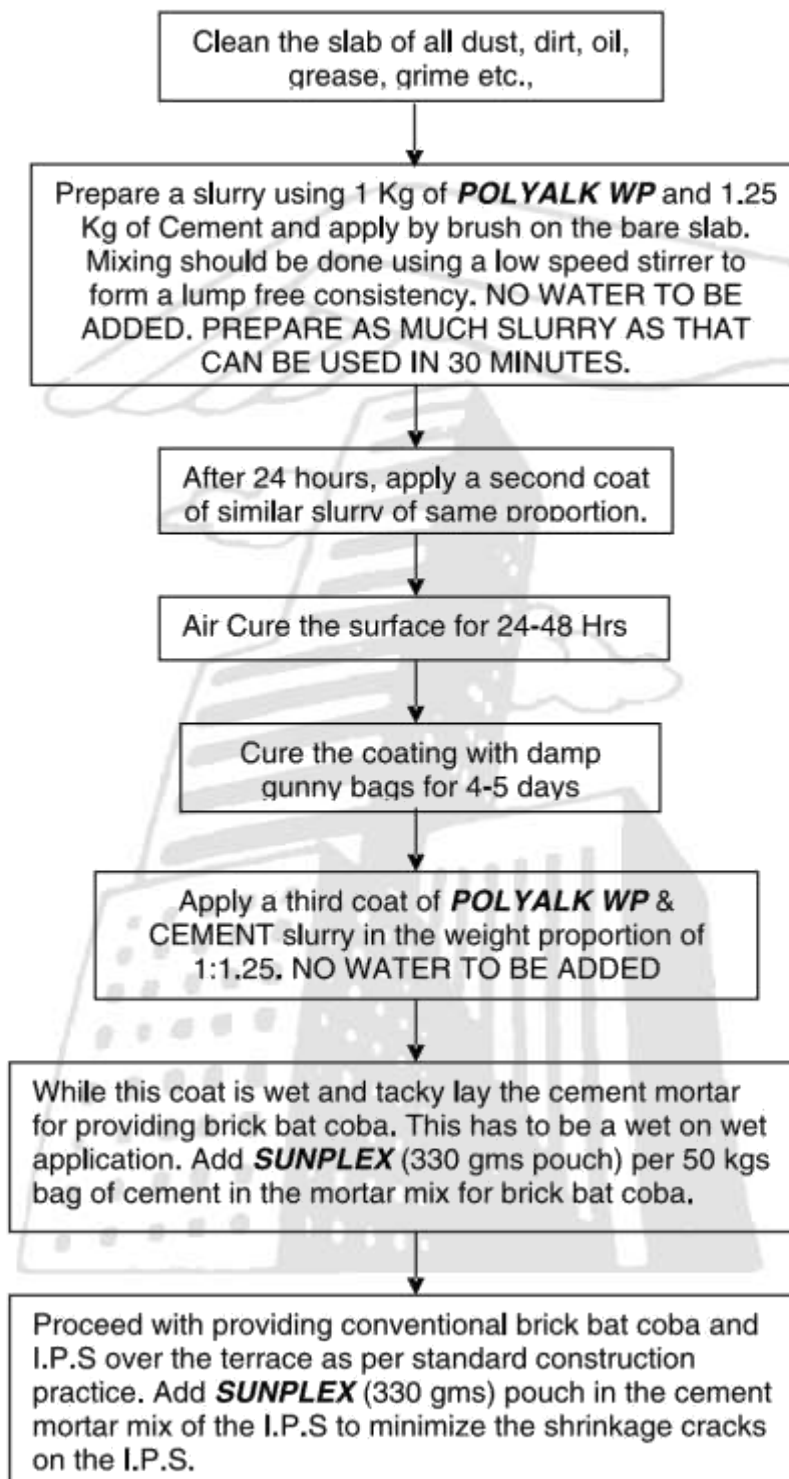 Clean the slab of all dust, dirt, oil,
grease, grime etc.,
Prepare a slurry using 1 Kg of POLYALK WP and 1.25
Kg of Cement and apply by brush on the bare slab.
Mixing should be done using a low speed stirrer to
form a lump free consistency. NO WATER TO BE
ADDED. PREPARE AS MUCH SLURRY AS THAT
CAN BE USED IN 30 MINUTES.
After 24 hours, apply a second coat
of similar slurry of same proportion.
Air Cure the surface for 24-48 Hrs
Cure the coating with damp
gunny bags for 4-5 days
Apply a third coat of POLYALK WP &
CEMENT slurry in the weight proportion of
1:1.25. NO WATER TO BE ADDED
While this coat is wet and tacky lay the cement mortar
for providing brick bat coba. This has to be a wet on wet
application. Add SUNPLEX (330 gms pouch) per 50 kgs
bag of cement in the mortar mix for brick bat coba.
Proceed with providing conventional brick bat coba and
I.P.S over the terrace as per standard construction
practice. Add SUNPLEX (330 gms) pouch in the cement
mortar mix of the I.P.S to minimize the shrinkage cracks
on the I.P.S.